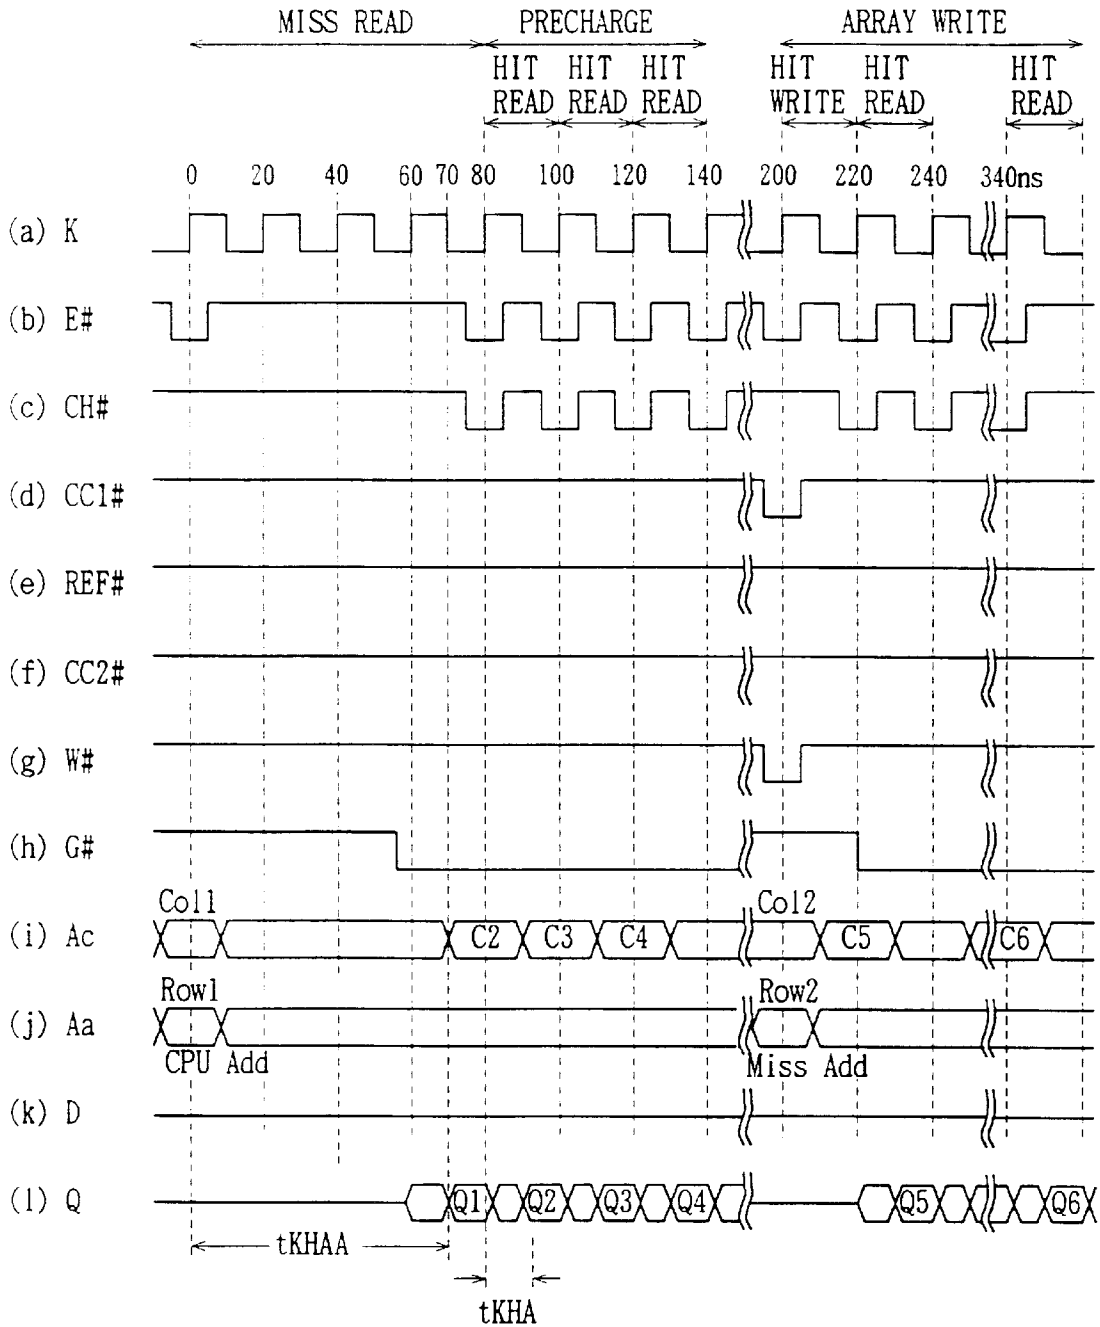 MISS READ PRECHARGE ARRAY WRITE
HIT HIT HIT HIT HIT HIT
READ READ READ WRITE READ READ
0 20 40 60 70 80 100 120 140 200 220 240 340ns
(a) K
(b) E#
(c) CH#
(d) CC1#
(e) REF#
(f) CC2#
(g) W#
(h) G#
Col1 Col2
(i) Ac C2 C3 C4 C5 C6
Row1 Row2
(j) Aa
CPU Add Miss Add
(k) D
(l) Q Q1 Q2 Q3 Q4 Q5 Q6
tKHAA
tKHA